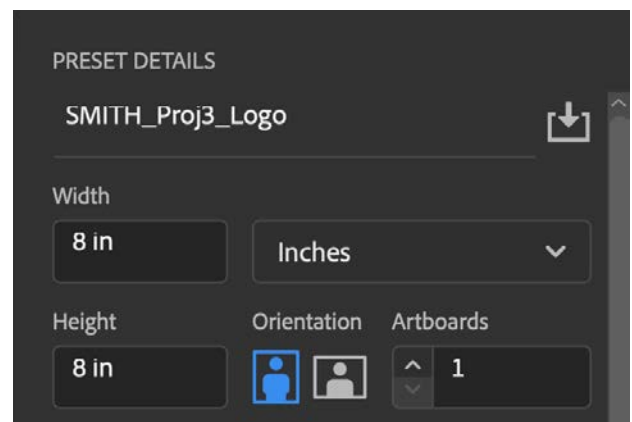 PRESET DETAILS
SMITH_Proj3_Logo
Width
8 in
Inches
Height
Orientation
Artboards
8 in
1